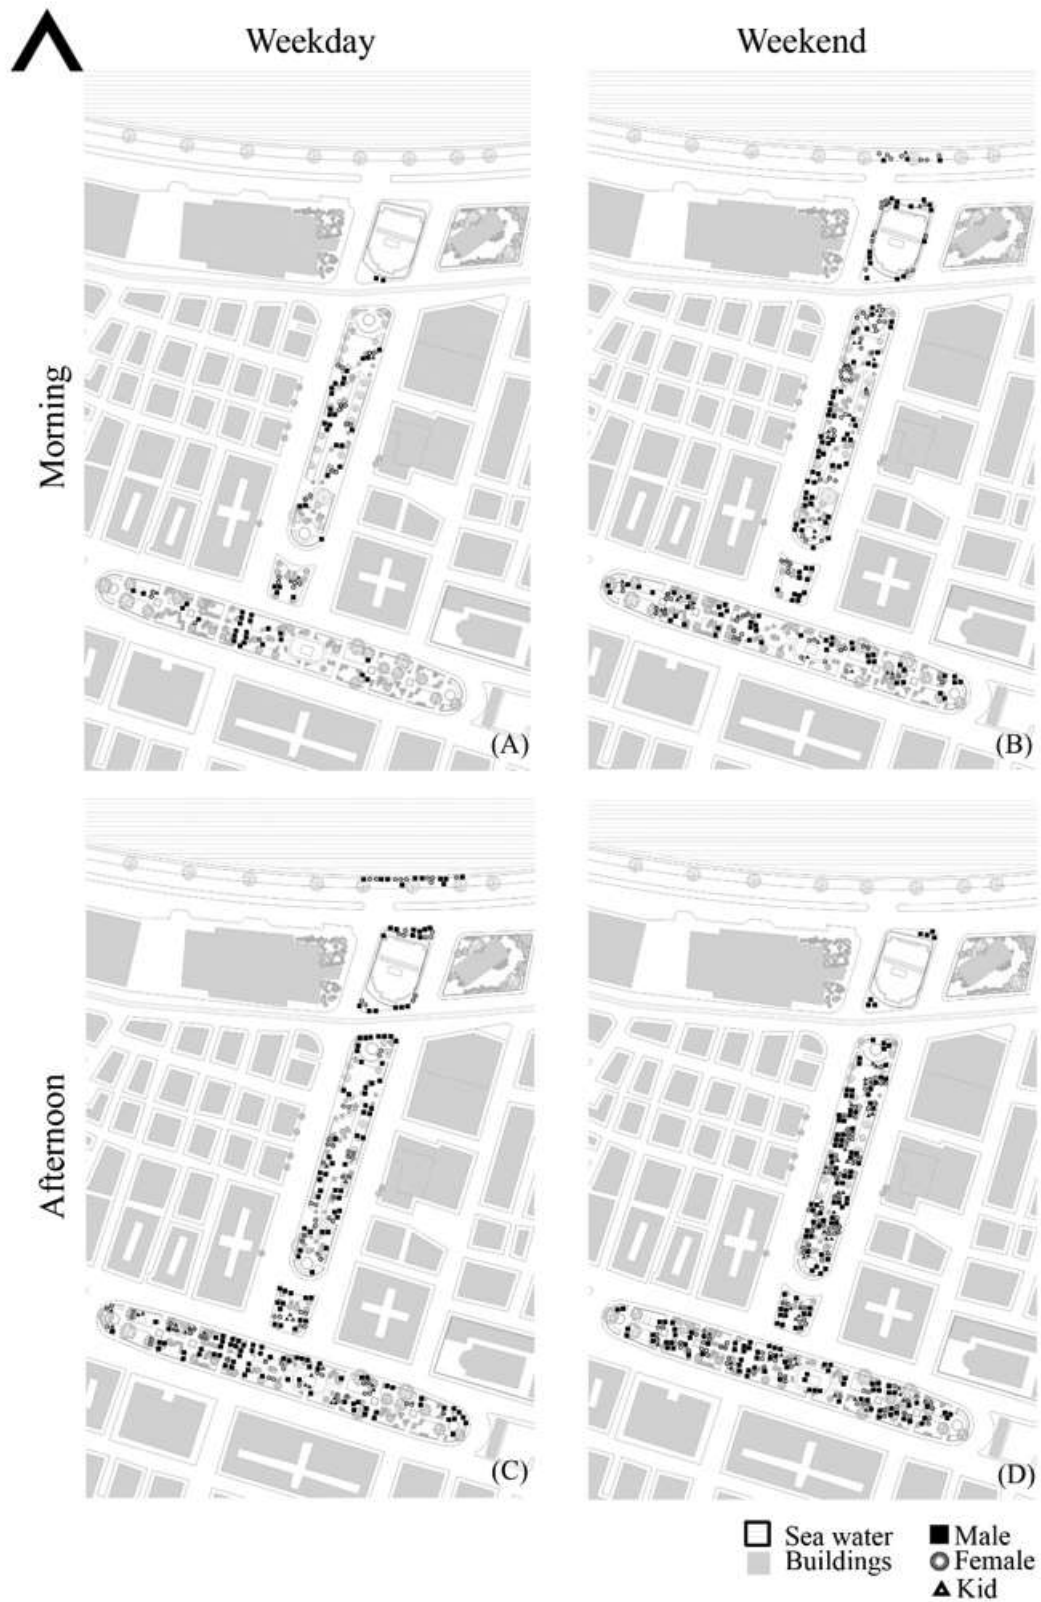 Weekday
Weekend
Morning
(A)
(B)
Afternoon
(C)
(D)
Sea water
Buildings
Male
Female
Kid